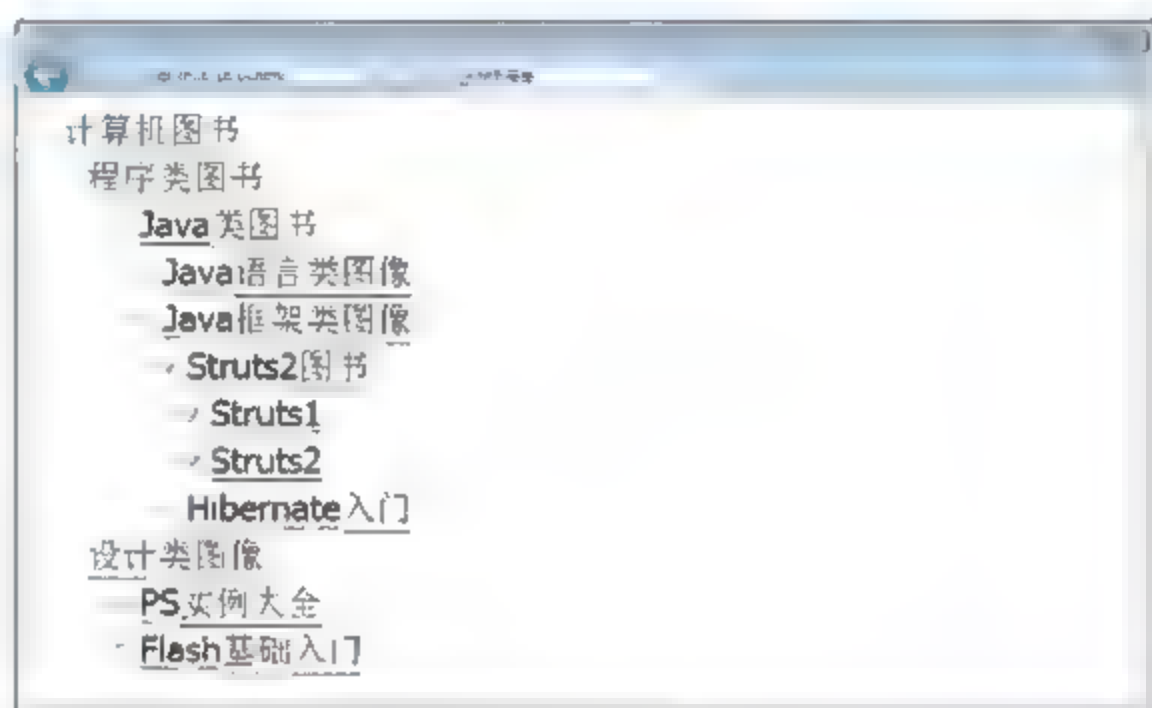 计算机图书
程序类图书
Java类图书
Java语言类图像
Java框架类图像
Struts2图书
Struts1
Struts2
Hibernate入门
设计类图像
PS实例大全
Flash基础入门